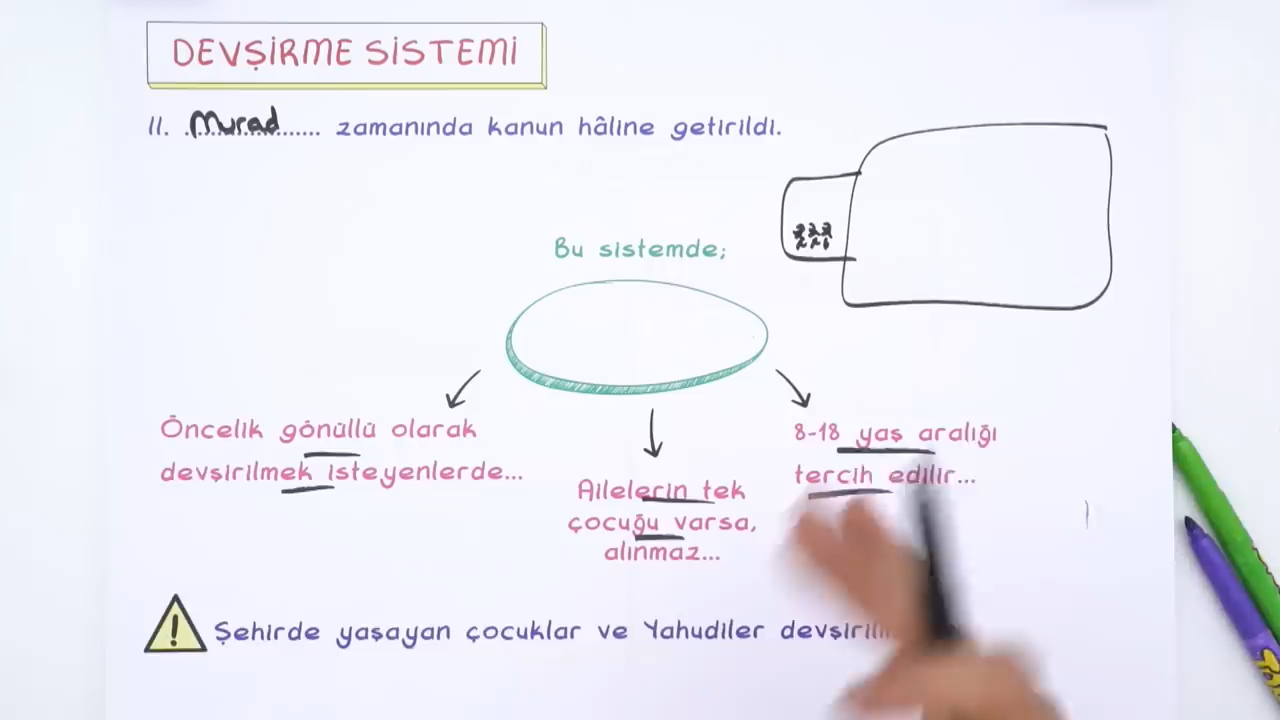 DEVŞİRME SİSTEMİ
II. Murad zamanında kanun hâline getirildi.
Bu sistemde;
Öncelik gönüllü olarak
devşirilmek isteyenlerde...
Ailelerin tek
çocuğu varsa,
alınmaz...
8-18 yaş aralığı
tercih edilir...
Şehirde yaşayan çocuklar ve Yahudiler